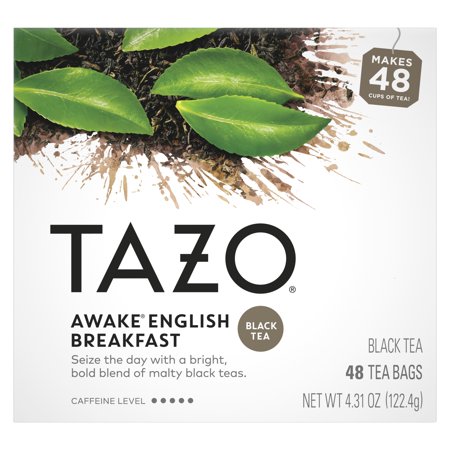 MAKES
48
CUPS OF TEA!
TAZO®
AWAKE® ENGLISH
BREAKFAST
BLACK
TEA
Seize the day with a bright,
bold blend of malty black teas.
CAFFEINE LEVEL •••••
BLACK TEA
48 TEA BAGS
NET WT 4.31 OZ (122.4g)